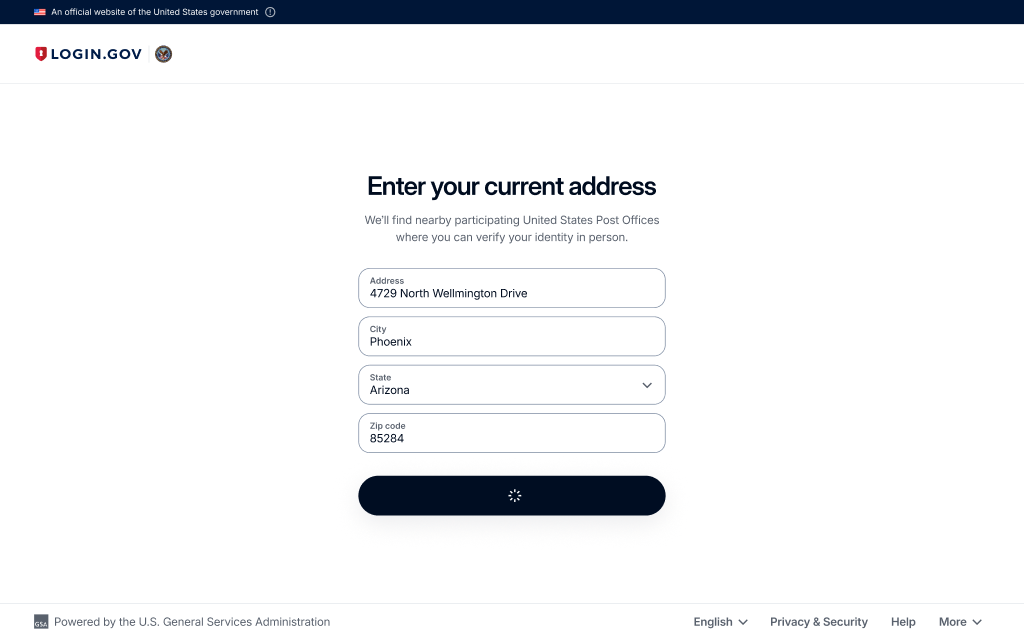 An official website of the United States government
LOGIN.GOV
Enter your current address
We'll find nearby participating United States Post Offices
where you can verify your identity in person.
Address
4729 North Wellmington Drive
City
Phoenix
State
Arizona
Zip code
85284
GSA Powered by the U.S. General Services Administration
English
Privacy & Security
Help
More